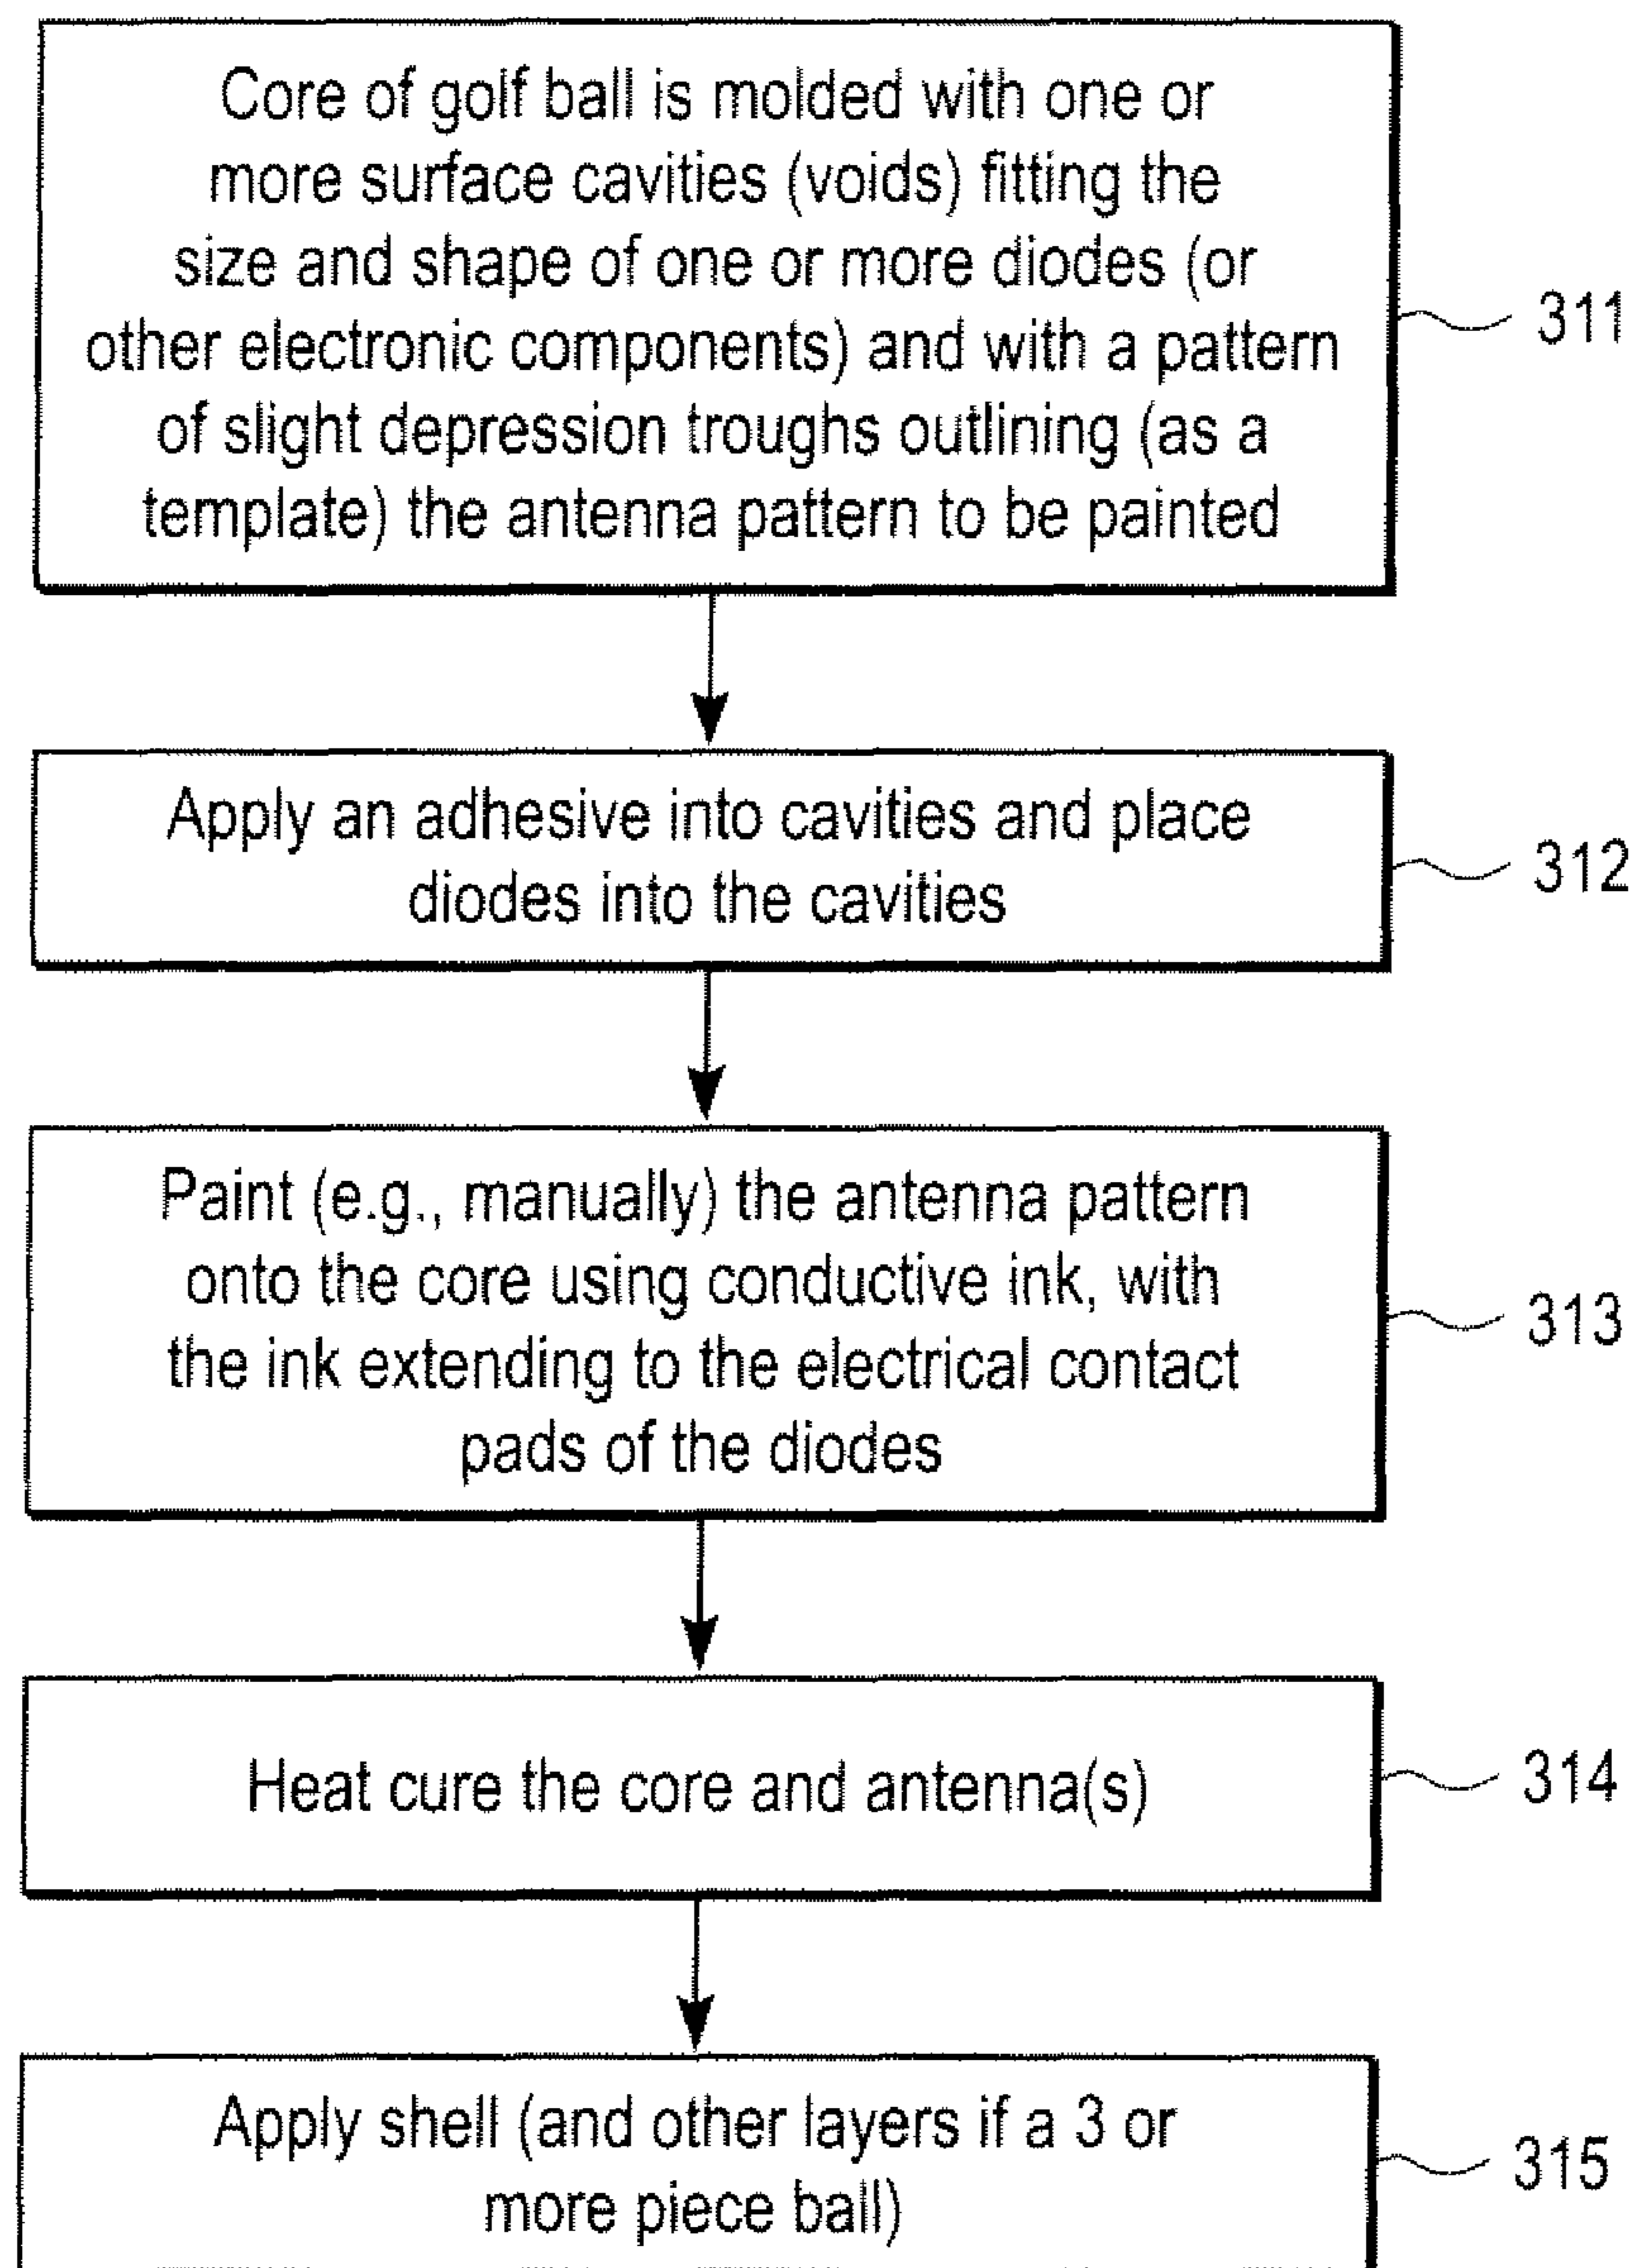 Core of golf ball is molded with one or
more surface cavities (voids) fitting the
size and shape of one or more diodes (or
other electronic components) and with a pattern
of slight depression troughs outlining (as a
template) the antenna pattern to be painted
311
Apply an adhesive into cavities and place
diodes into the cavities
312
Paint (e.g., manually) the antenna pattern
onto the core using conductive ink, with
the ink extending to the electrical contact
pads of the diodes
313
Heat cure the core and antenna(s)
314
Apply shell (and other layers if a 3 or
more piece ball)
315